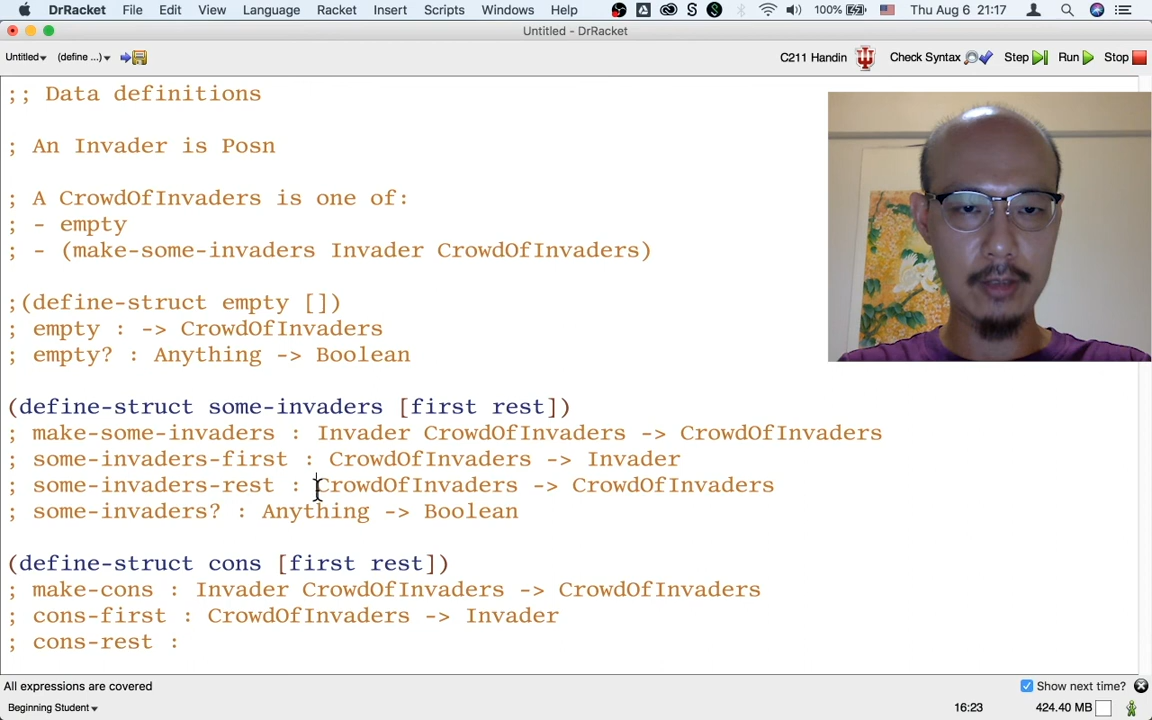 DrRacket File Edit View Language Racket Insert Scripts Windows Help 100% Thu Aug 6 21:17
Untitled - DrRacket
Untitled (define ...) C211 Handin Check Syntax Step Run Stop
;; Data definitions
; An Invader is Posn
; A CrowdOfInvaders is one of:
; - empty
; - (make-some-invaders Invader CrowdOfInvaders)
;(define-struct empty [])
; empty : -> CrowdOfInvaders
; empty? : Anything -> Boolean
(define-struct some-invaders [first rest])
; make-some-invaders : Invader CrowdOfInvaders -> CrowdOfInvaders
; some-invaders-first : CrowdOfInvaders -> Invader
; some-invaders-rest : CrowdOfInvaders -> CrowdOfInvaders
; some-invaders? : Anything -> Boolean
(define-struct cons [first rest])
; make-cons : Invader CrowdOfInvaders -> CrowdOfInvaders
; cons-first : CrowdOfInvaders -> Invader
; cons-rest :
All expressions are covered Show next time?
Beginning Student 16:23 424.40 MB